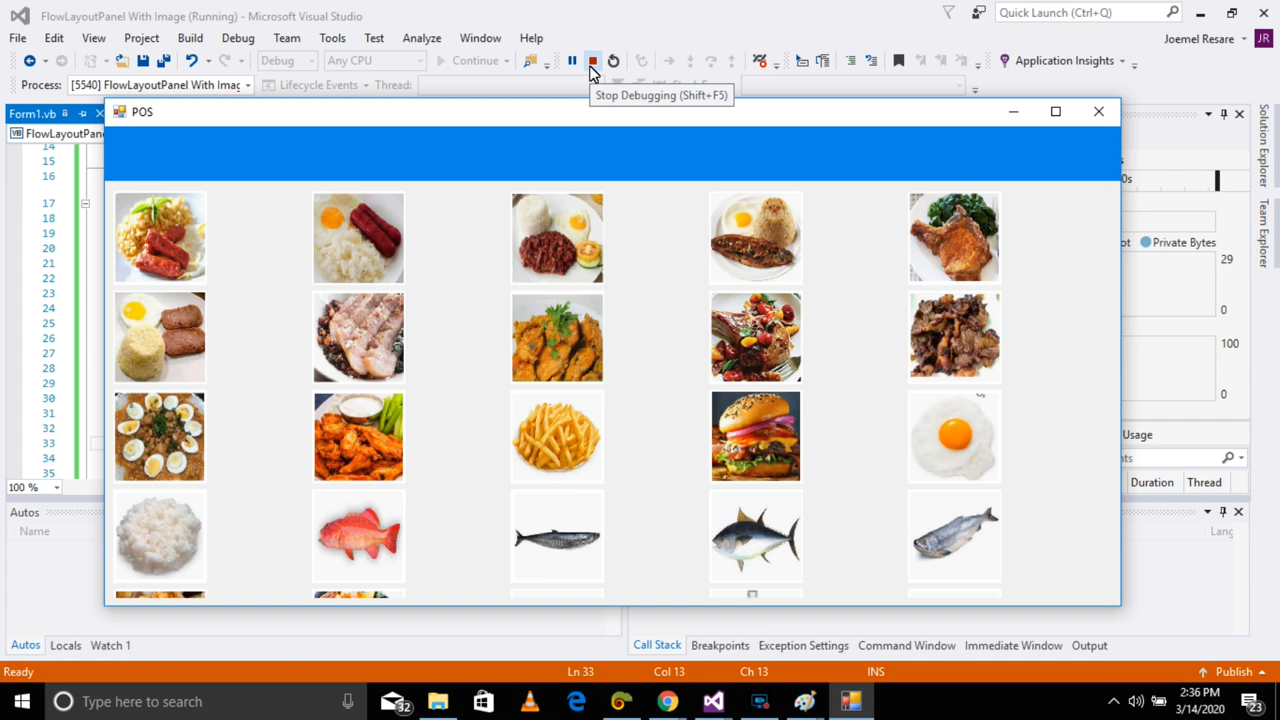 FlowLayoutPanel With Image (Running) - Microsoft Visual Studio
Quick Launch (Ctrl+Q)
File Edit View Project Build Debug Team Tools Test Analyze Window Help
Joemel Resare JR
Debug Any CPU Continue Application Insights
Process: [5540] FlowLayoutPanel With Imag Lifecycle Events Thread:
Stop Debugging (Shift+F5)
Form1.vb
POS
VB FlowLayoutPan
14
15
16
17
18
19
20
21
22
23
24
25
26
27
28
29
30
31
32
33
34
35
0s
ot Private Bytes
29
0
100
0
Usage
nts
Duration Thread
Solution Explorer
Team Explorer
100 %
Autos
Name
Lang
Autos Locals Watch 1
Call Stack Breakpoints Exception Settings Command Window Immediate Window Output
Ready Ln 33 Col 13 Ch 13 INS Publish
Type here to search
32
2:36 PM
3/14/2020
23